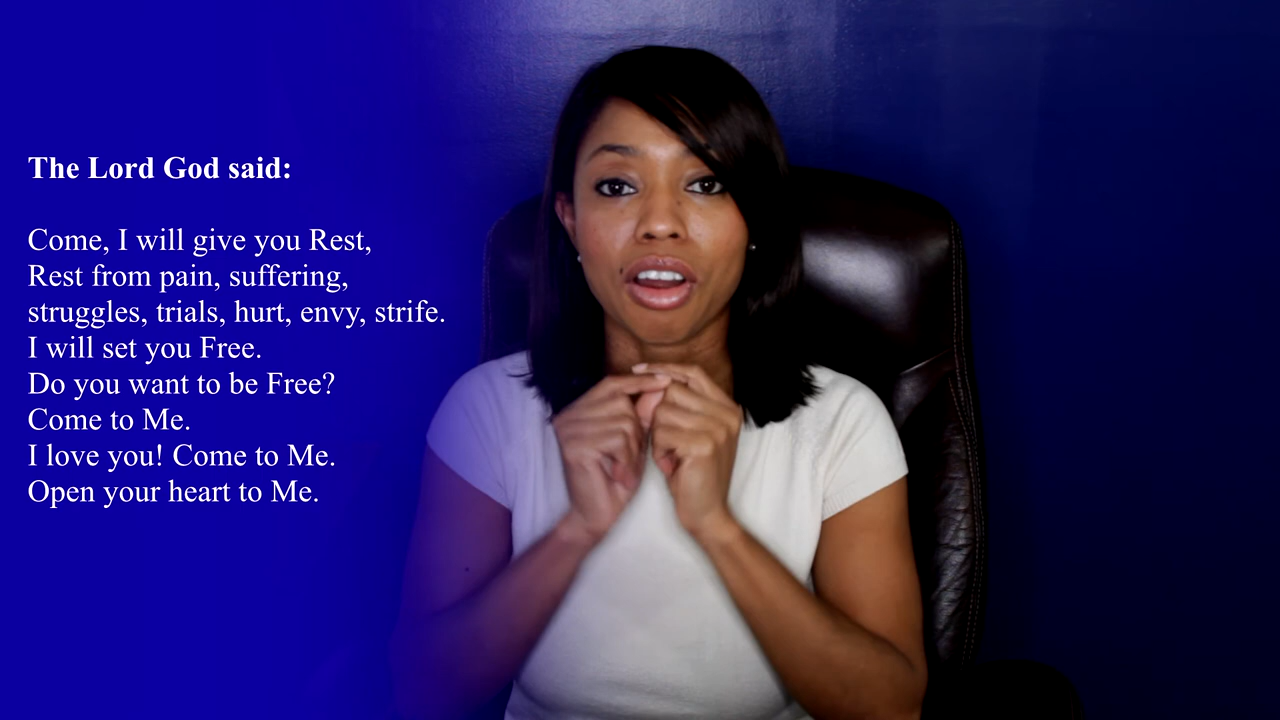 The Lord God said:
Come, I will give you Rest,
Rest from pain, suffering,
struggles, trials, hurt, envy, strife.
I will set you Free.
Do you want to be Free?
Come to Me.
I love you! Come to Me.
Open your heart to Me.